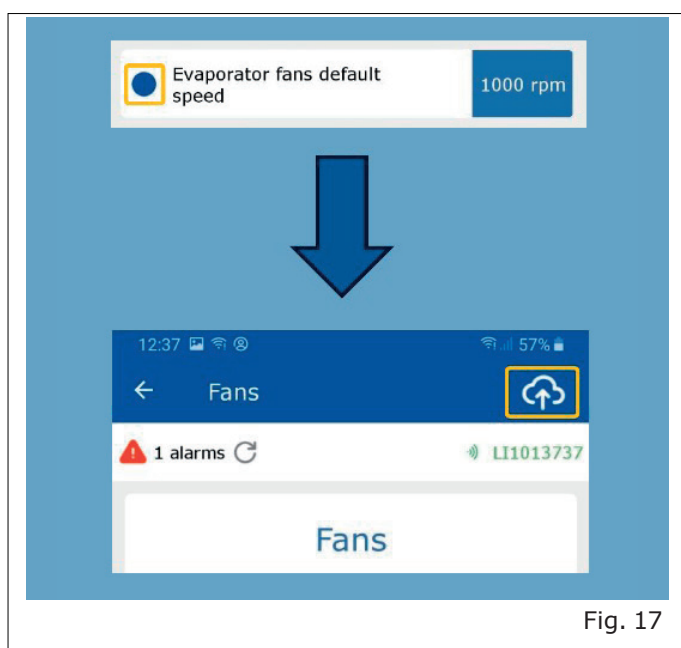 Evaporator fans default
speed
1000 rpm
12:37
57%
Fans
1 alarms
LI1013737
Fans
Fig. 17